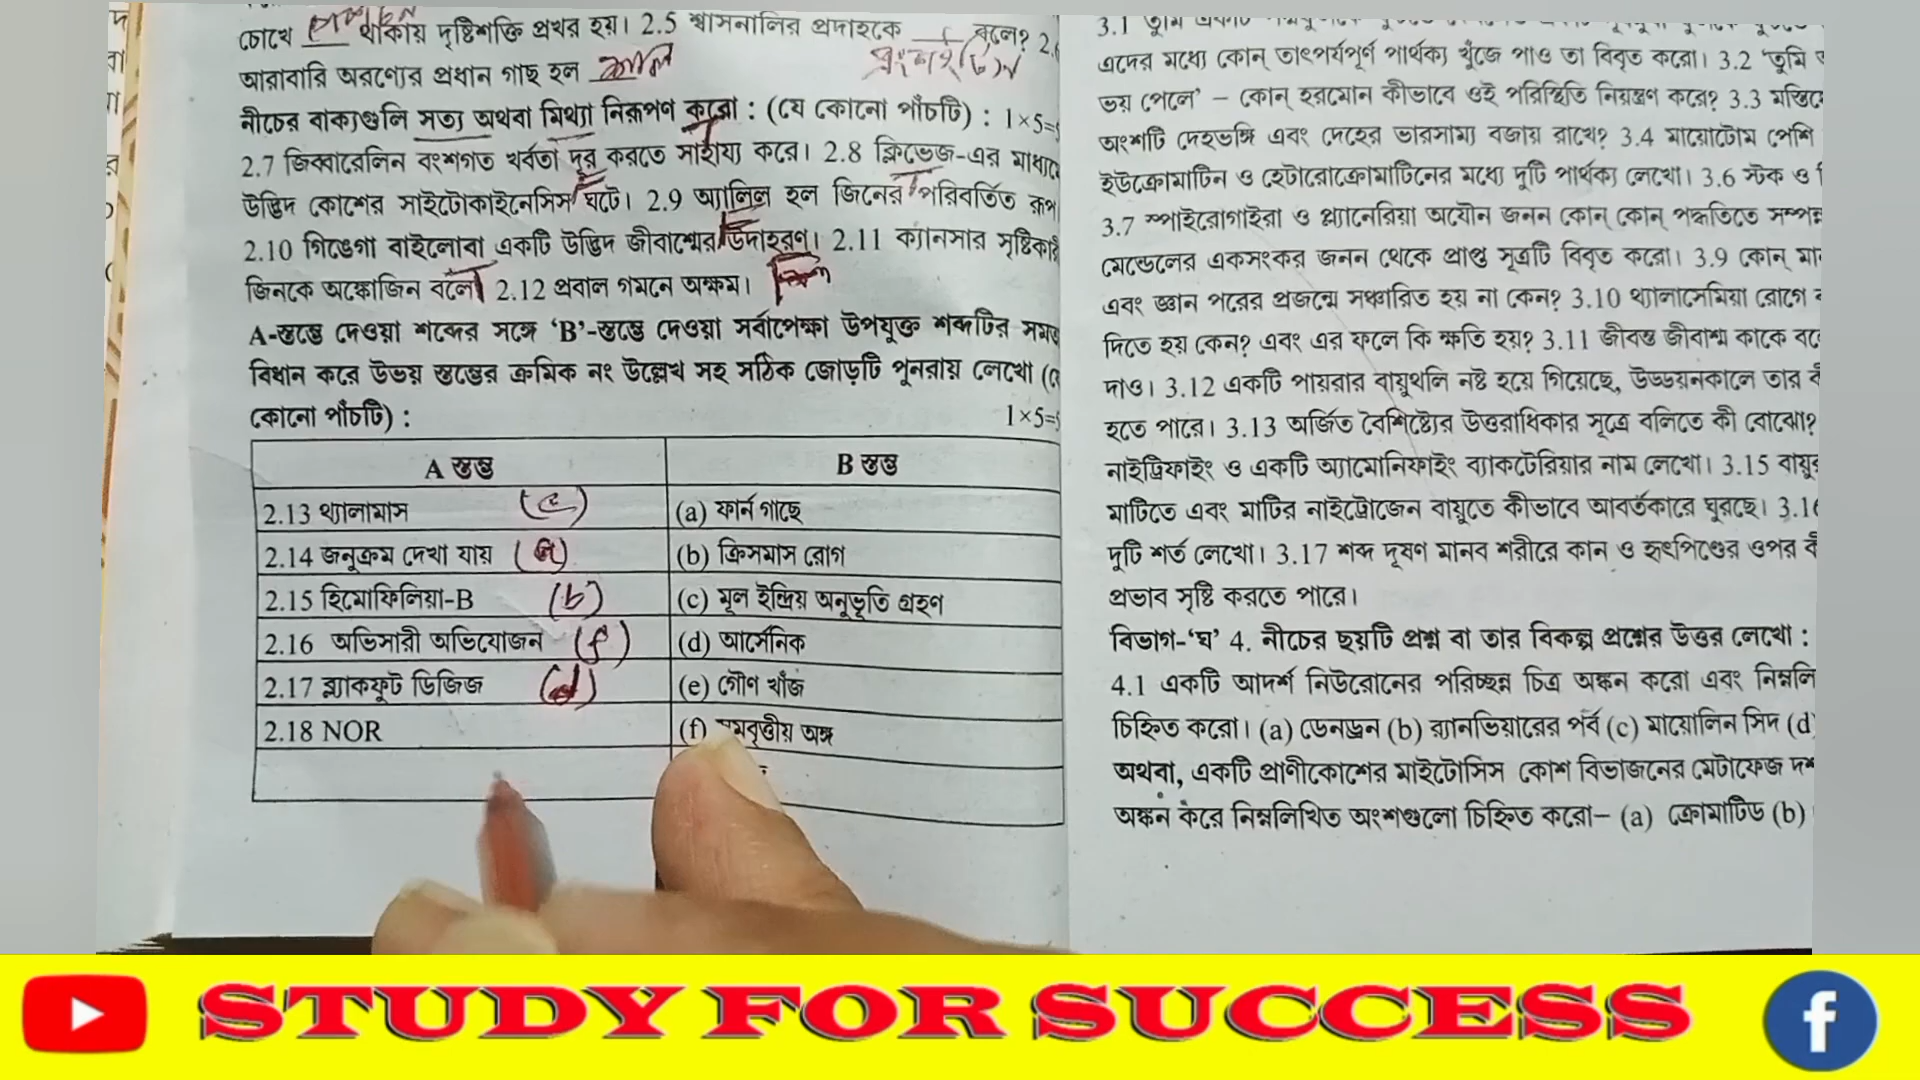 চোখে ___ থাকায় দৃষ্টিশক্তি প্রখর হয়। 2.5 শ্বাসনালির প্রদাহকে ___ বলে? 2.6
আরাবারি অরণ্যের প্রধান গাছ হল শাল
নীচের বাক্যগুলি সত্য অথবা মিথ্যা নিরূপণ করো : (যে কোনো পাঁচটি) : 1×5=5
2.7 জিব্বারেলিন বংশগত খর্বতা দূর করতে সাহায্য করে। 2.8 ক্লিভেজ-এর মাধ্যমে
T
উদ্ভিদ কোশের সাইটোকাইনেসিস ঘটে। 2.9 অ্যালিল হল জিনের পরিবর্তিত রূপ
2.10 গিঙেগা বাইলোবা একটি উদ্ভিদ জীবাশ্মের উদাহরণ। 2.11 ক্যানসার সৃষ্টিকারী
জিনকে অঙ্কোজিন বলে। 2.12 প্রবাল গমনে অক্ষম।
A-স্তম্ভে দেওয়া শব্দের সঙ্গে ‘B’-স্তম্ভে দেওয়া সর্বাপেক্ষা উপযুক্ত শব্দটির সমতা
বিধান করে উভয় স্তম্ভের ক্রমিক নং উল্লেখ সহ সঠিক জোড়টি পুনরায় লেখো (যে
কোনো পাঁচটি) : 1×5=5
A স্তম্ভ B স্তম্ভ
2.13 থ্যালামাস (c) (a) ফার্ন গাছে
2.14 জনুক্রম দেখা যায় (a) (b) ক্রিসমাস রোগ
2.15 হিমোফিলিয়া-B (b) (c) মূল ইন্দ্রিয় অনুভূতি গ্রহণ
2.16 অভিসারী অভিযোজন (f) (d) আর্সেনিক
2.17 ব্ল্যাকফুট ডিজিজ (d) (e) গৌণ খাঁজ
2.18 NOR (f) সমবৃত্তীয় অঙ্গ
এদের মধ্যে কোন্ তাৎপর্যপূর্ণ পার্থক্য খুঁজে পাও তা বিবৃত করো। 3.2 ‘তুমি
ভয় পেলে’ – কোন্ হরমোন কীভাবে ওই পরিস্থিতি নিয়ন্ত্রণ করে? 3.3
অংশটি দেহভঙ্গি এবং দেহের ভারসাম্য বজায় রাখে? 3.4 মায়োটোম পেশি
ইউক্রোমাটিন ও হেটারোক্রোমাটিনের মধ্যে দুটি পার্থক্য লেখো। 3.6 স্টক ও
3.7 স্পাইরোগাইরা ও প্ল্যানেরিয়া অযৌন জনন কোন্ কোন্ পদ্ধতিতে সম্পন্ন
মেন্ডেলের একসংকর জনন থেকে প্রাপ্ত সূত্রটি বিবৃত করো। 3.9 কোন্
এবং জ্ঞান পরের প্রজন্মে সঞ্চারিত হয় না কেন? 3.10 থ্যালাসেমিয়া রোগে
দিতে হয় কেন? এবং এর ফলে কি ক্ষতি হয়? 3.11 জীবন্ত জীবাশ্ম কাকে
দাও। 3.12 একটি পায়রার বায়ুথলি নষ্ট হয়ে গিয়েছে, উড্ডয়নকালে তার
হতে পারে। 3.13 অর্জিত বৈশিষ্ট্যের উত্তরাধিকার সূত্রে বলিতে কী বোঝো?
নাইট্রিফাইং ও একটি অ্যামোনিফাইং ব্যাকটেরিয়ার নাম লেখো। 3.15
মাটিতে এবং মাটির নাইট্রোজেন বায়ুতে কীভাবে আবর্তকারে ঘুরছে। 3.16
দুটি শর্ত লেখো। 3.17 শব্দ দূষণ মানব শরীরে কান ও হৃৎপিণ্ডের ওপর
প্রভাব সৃষ্টি করতে পারে।
বিভাগ-‘ঘ’ 4. নীচের ছয়টি প্রশ্ন বা তার বিকল্প প্রশ্নের উত্তর লেখো :
4.1 একটি আদর্শ নিউরোনের পরিচ্ছন্ন চিত্র অঙ্কন করো এবং
চিহ্নিত করো। (a) ডেনড্রন (b) র‍্যানভিয়ারের পর্ব (c) মায়োলিন সিদ (d)
অথবা, একটি প্রাণীকোশের মাইটোসিস কোশ বিভাজনের মেটাফেজ
অঙ্কন করে নিম্নলিখিত অংশগুলো চিহ্নিত করো– (a) ক্রোমাটিড (b)
STUDY FOR SUCCESS
f